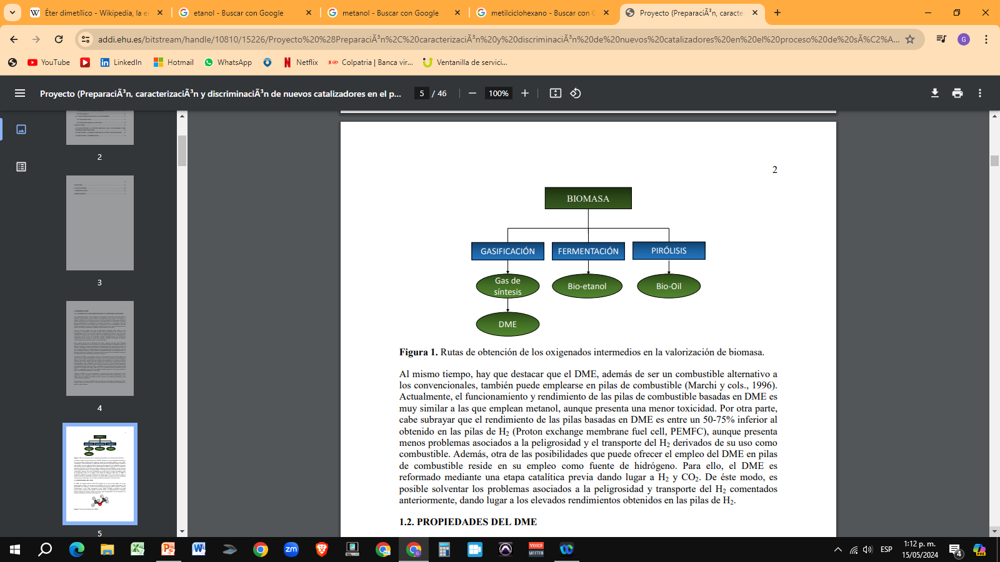 Éter dimetílico - Wikipedia, la en
etanol - Buscar con Google
metanol - Buscar con Google
metilciclohexano - Buscar con G
Proyecto (PreparaciÃ³n, caracte
addi.ehu.es/bitstream/handle/10810/15226/Proyecto%20%28PreparaciÃ³n%2C%20caracterizaciÃ³n%20y%20discriminaciÃ³n%20de%20nuevos%20catalizadores%20en%20el%20proceso%20de%20sÃ%C2%A...
G
YouTube
LinkedIn
Hotmail
WhatsApp
Netflix
Colpatria | Banca vir...
Ventanilla de servici...
Proyecto (PreparaciÃ³n, caracterizaciÃ³n y discriminaciÃ³n de nuevos catalizadores en el p...
5 / 46
100%
2
3
4
5
2
BIOMASA
GASIFICACIÓN
FERMENTACIÓN
PIRÓLISIS
Gas de
síntesis
Bio-etanol
Bio-Oil
DME
Figura 1. Rutas de obtención de los oxigenados intermedios en la valorización de biomasa.
Al mismo tiempo, hay que destacar que el DME, además de ser un combustible alternativo a
los convencionales, también puede emplearse en pilas de combustible (Marchi y cols., 1996).
Actualmente, el funcionamiento y rendimiento de las pilas de combustible basadas en DME es
muy similar a las que emplean metanol, aunque presenta una menor toxicidad. Por otra parte,
cabe subrayar que el rendimiento de las pilas basadas en DME es entre un 50-75% inferior al
obtenido en las pilas de H₂ (Proton exchange membrane fuel cell, PEMFC), aunque presenta
menos problemas asociados a la peligrosidad y el transporte del H₂ derivados de su uso como
combustible. Además, otra de las posibilidades que puede ofrecer el empleo del DME en pilas
de combustible reside en su empleo como fuente de hidrógeno. Para ello, el DME es
reformado mediante una etapa catalítica previa dando lugar a H₂ y CO₂. De éste modo, es
posible solventar los problemas asociados a la peligrosidad y transporte del H₂ comentados
anteriormente, dando lugar a los elevados rendimientos obtenidos en las pilas de H₂.
1.2. PROPIEDADES DEL DME
zm
VOICE
MEETER
ESP
1:12 p. m.
15/05/2024
4
PRE